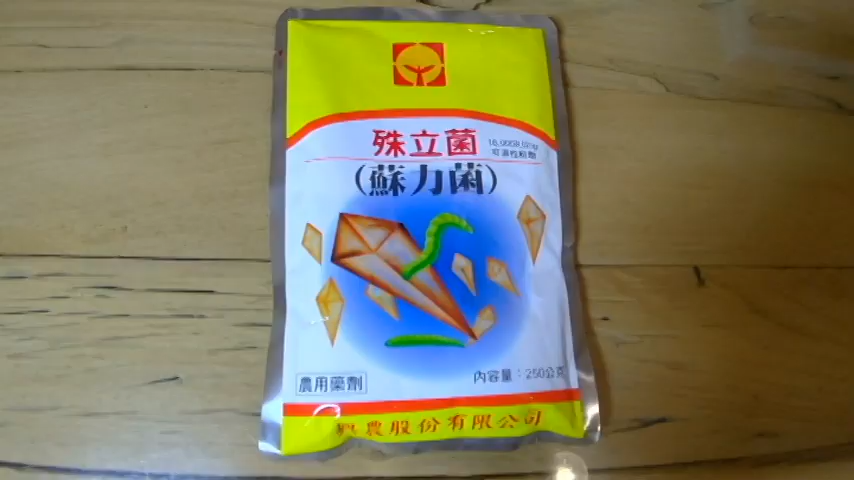 殊立菌
可濕性粉劑
(蘇力菌)
農用藥劑
內容量：250公克
興農股份有限公司